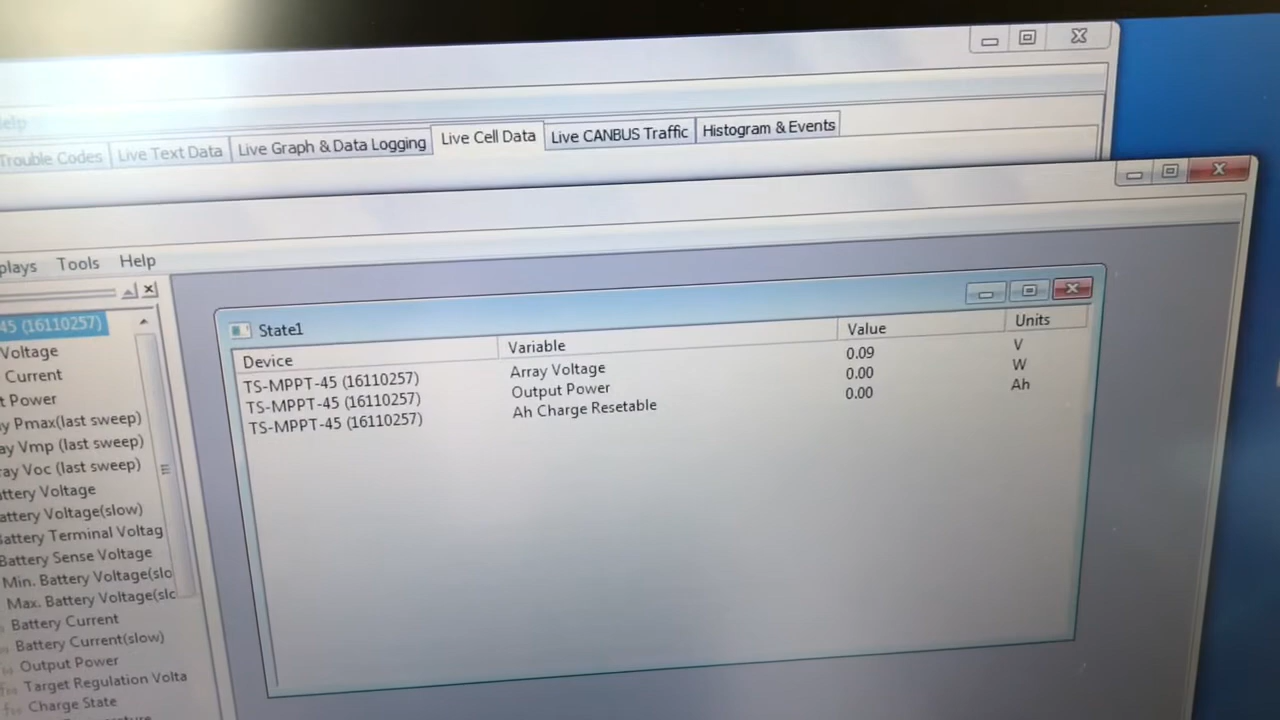 Help
Trouble Codes Live Text Data Live Graph & Data Logging Live Cell Data Live CANBUS Traffic Histogram & Events
plays Tools Help
45 (16110257)
Voltage
Current
t Power
y Pmax(last sweep)
ay Vmp (last sweep)
ray Voc (last sweep)
attery Voltage
attery Voltage(slow)
Battery Terminal Voltag
Battery Sense Voltage
Min. Battery Voltage(slo
Max. Battery Voltage(slc
Battery Current
Battery Current(slow)
Output Power
Target Regulation Volta
Charge State
State1
Device Variable Value Units
TS-MPPT-45 (16110257) Array Voltage 0.09 V
TS-MPPT-45 (16110257) Output Power 0.00 W
TS-MPPT-45 (16110257) Ah Charge Resetable 0.00 Ah